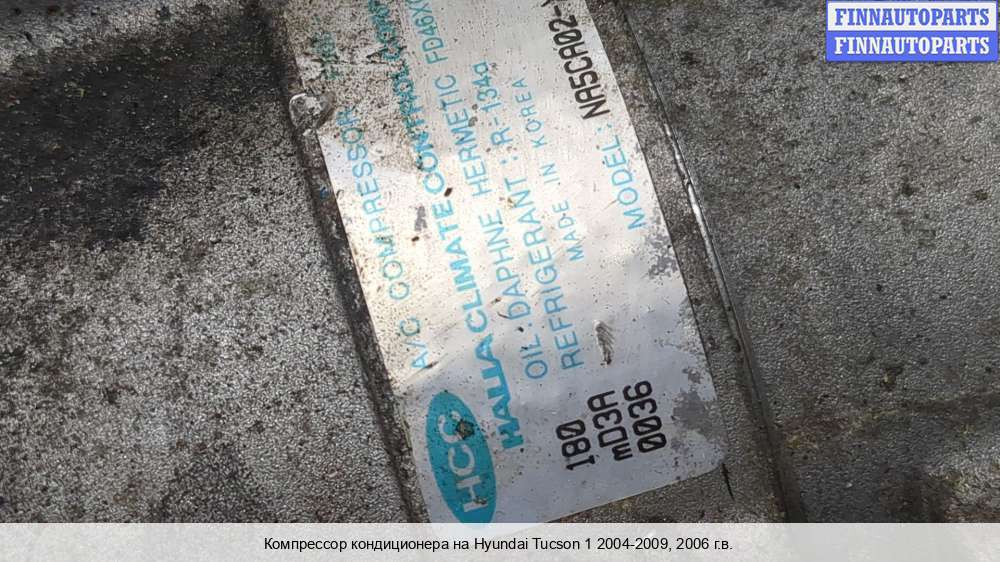 FINNAUTOPARTS
FINNAUTOPARTS
A/C COMPRESSOR
HCC
HALLA CLIMATE CONTROL
OIL : DAPHNE HERMETIC FD46X
REFRIGERANT : R-134a
MADE IN KOREA
MODEL: NA5CA02-
180
mD3A
0036
Компрессор кондиционера на Hyundai Tucson 1 2004-2009, 2006 г.в.